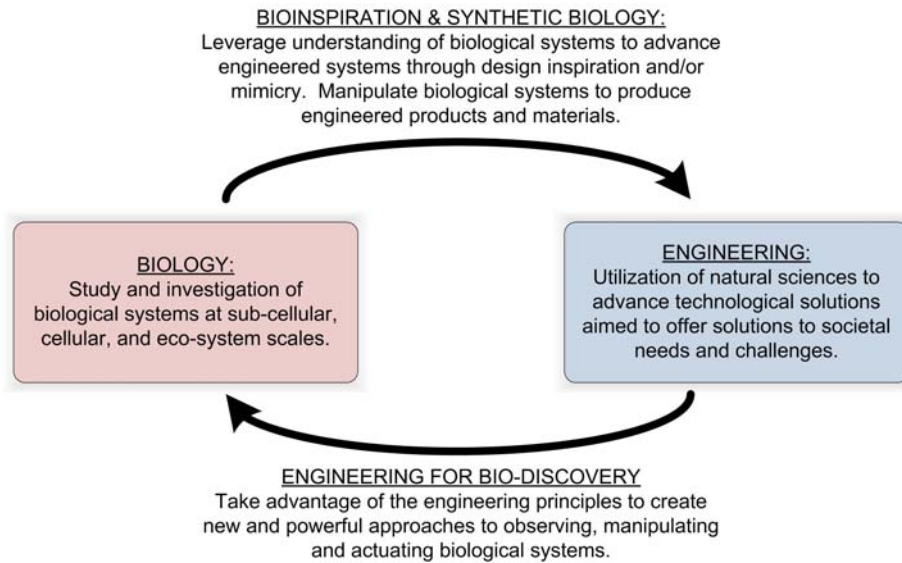 BIOINSPIRATION & SYNTHETIC BIOLOGY:
Leverage understanding of biological systems to advance
engineered systems through design inspiration and/or
mimicry.  Manipulate biological systems to produce
engineered products and materials.
BIOLOGY:
Study and investigation of
biological systems at sub-cellular,
cellular, and eco-system scales.
ENGINEERING:
Utilization of natural sciences to
advance technological solutions
aimed to offer solutions to societal
needs and challenges.
ENGINEERING FOR BIO-DISCOVERY
Take advantage of the engineering principles to create
new and powerful approaches to observing, manipulating
and actuating biological systems.